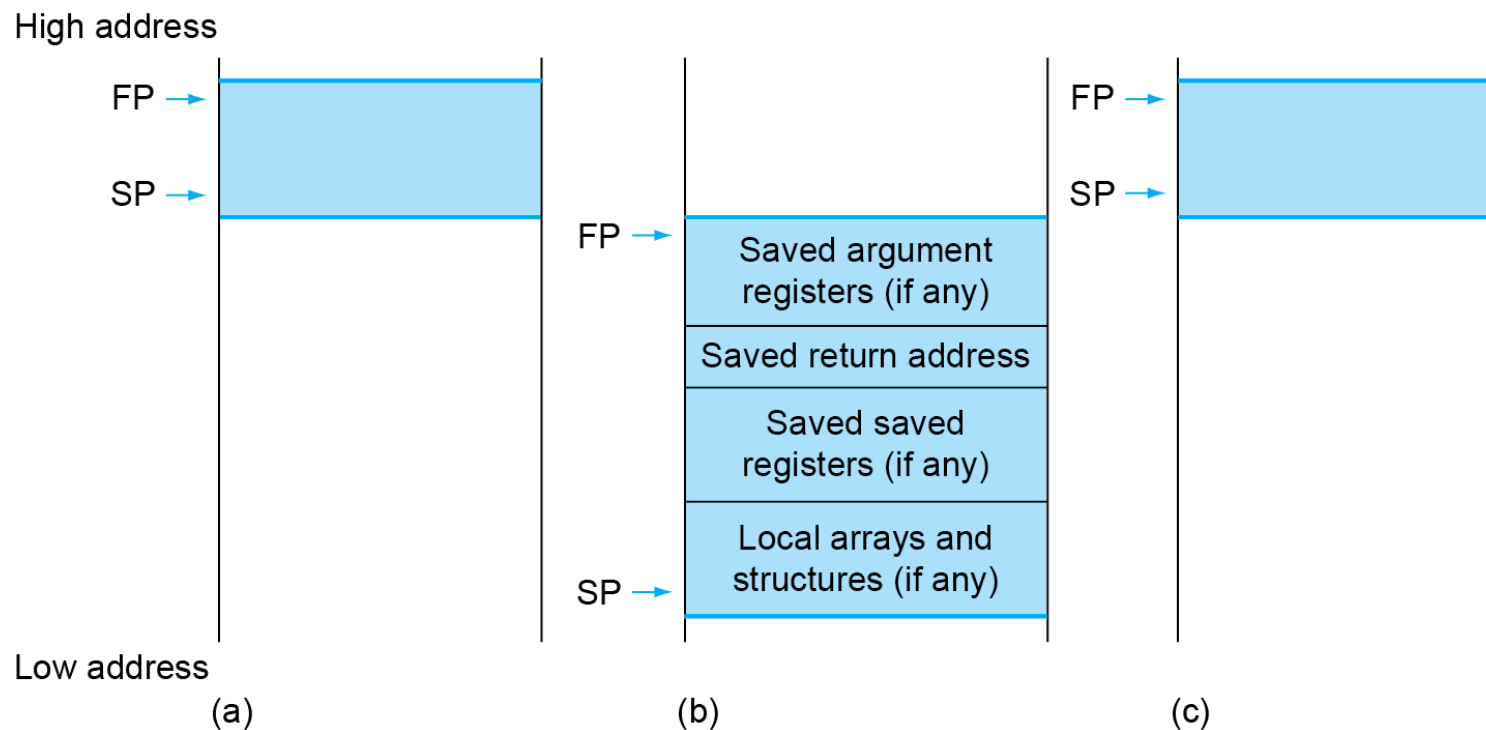 High address
FP
SP
FP
Saved argument
registers (if any)
Saved return address
Saved saved
registers (if any)
Local arrays and
structures (if any)
SP
FP
SP
Low address
(a)
(b)
(c)